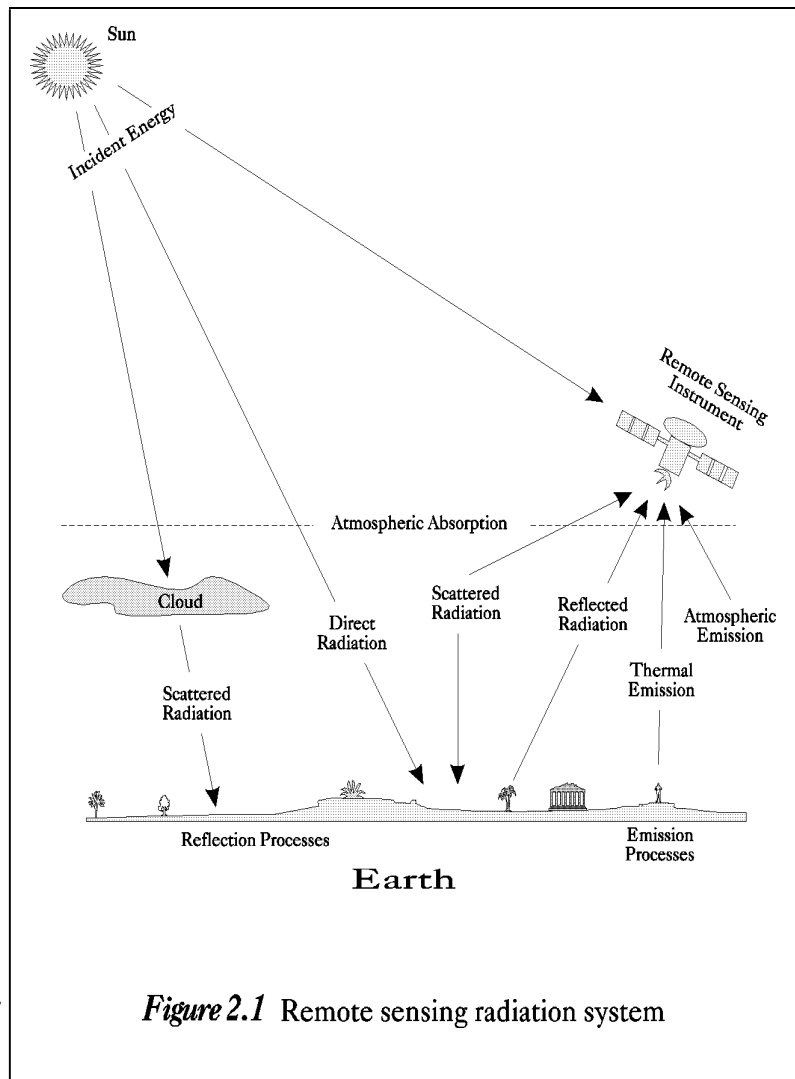 Sun
Incident Energy
Remote Sensing
Instrument
Atmospheric Absorption
Cloud
Scattered
Radiation
Reflected
Radiation
Atmospheric
Emission
Direct
Radiation
Thermal
Emission
Scattered
Radiation
Reflection Processes
Emission
Processes
Earth
Figure 2.1 Remote sensing radiation system